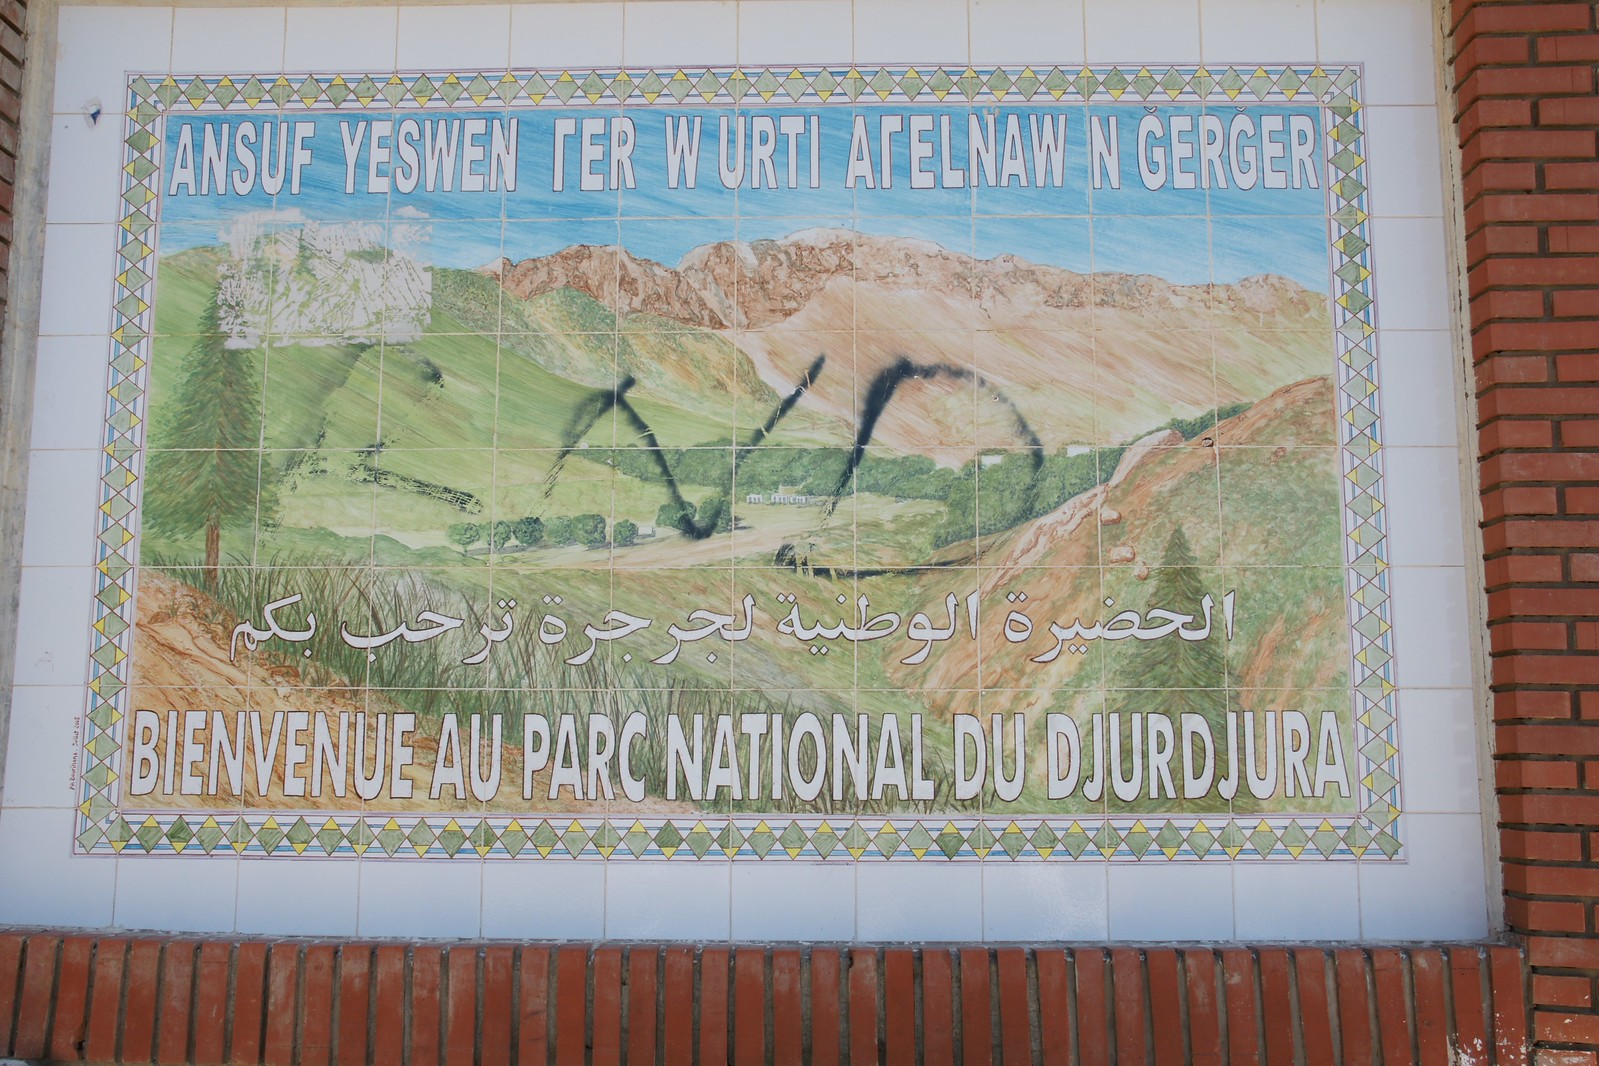 ANSUF YESWEN ΓER W URTI AΓELNAW N ĞERĞER
الحضيرة الوطنية لجرجرة ترحب بكم
BIENVENUE AU PARC NATIONAL DU DJURDJURA